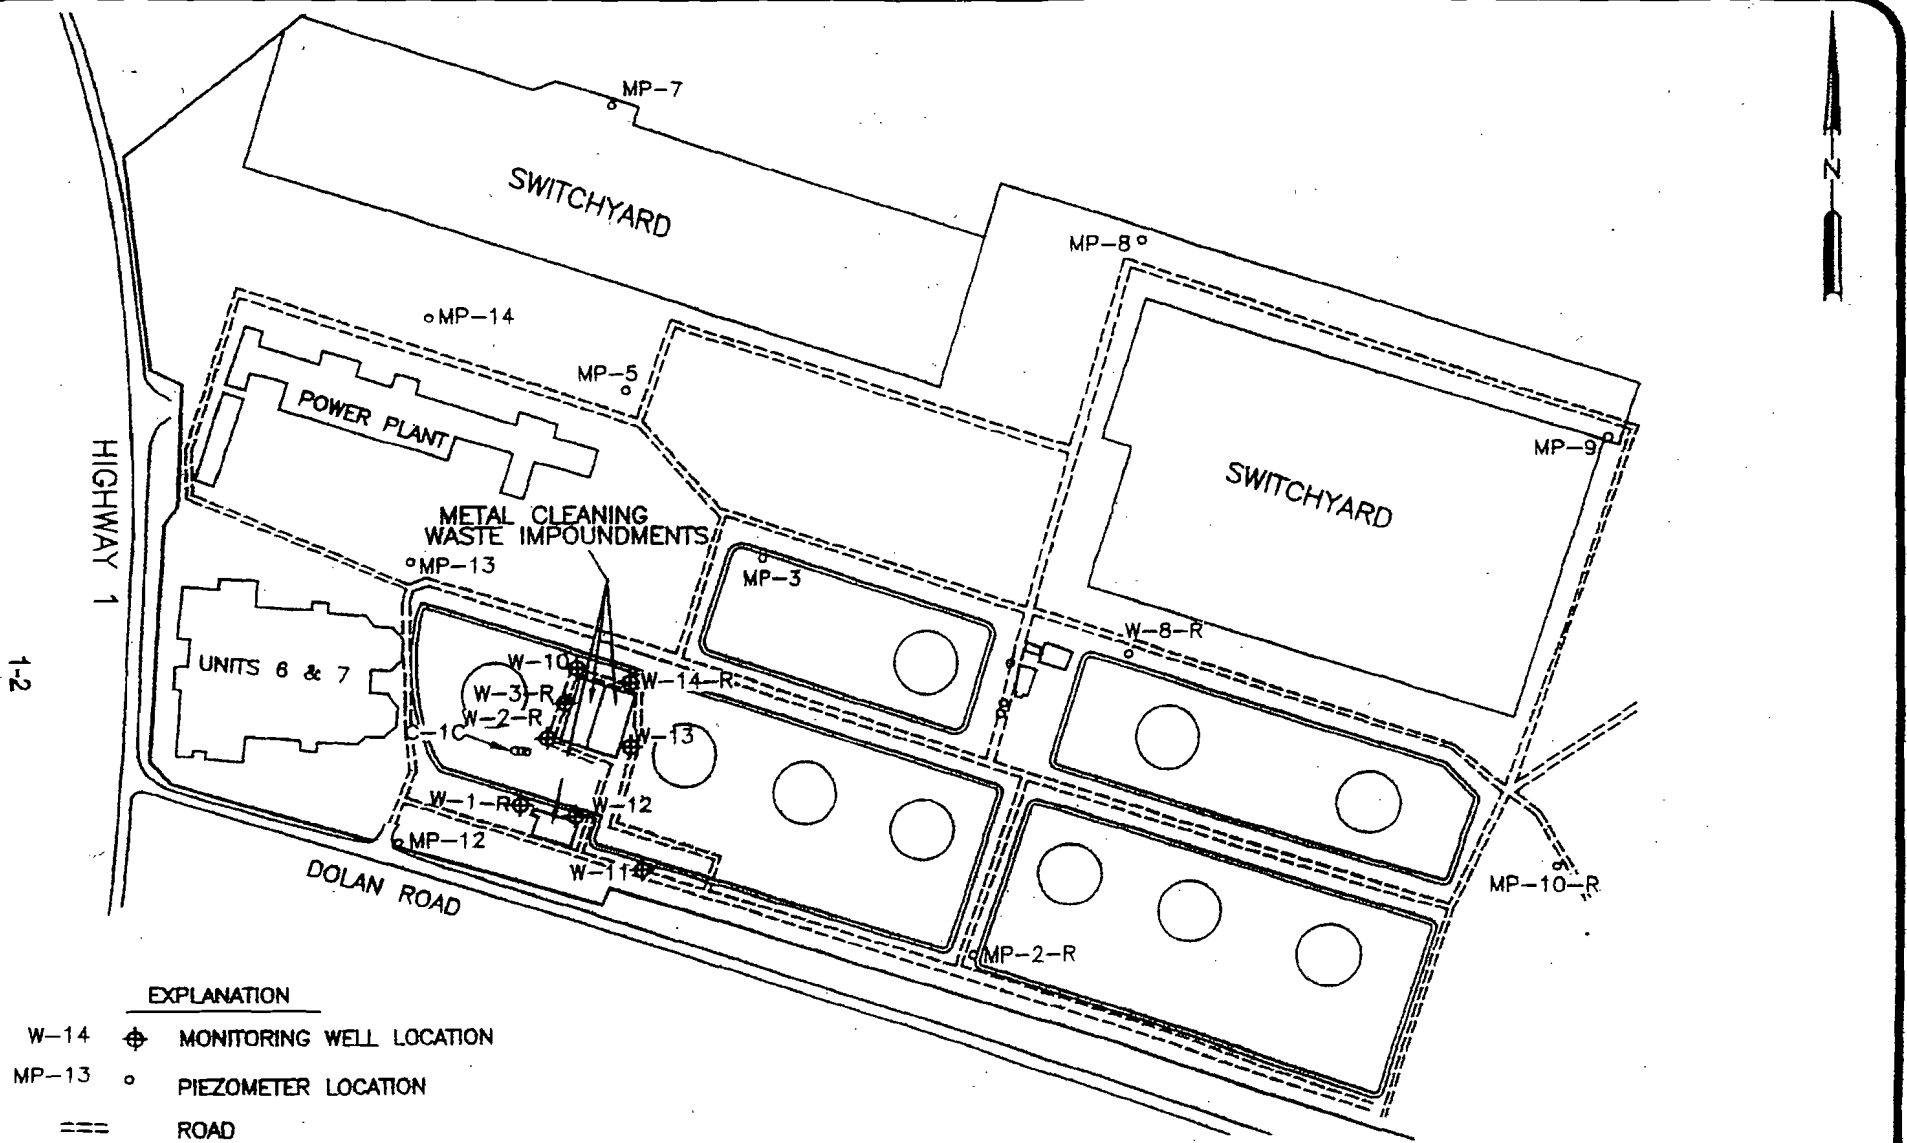 MP-7
SWITCHYARD
N
MP-8
MP-14
MP-5
POWER PLANT
MP-9
SWITCHYARD
HIGHWAY 1
METAL CLEANING
WASTE IMPOUNDMENTS
MP-13
MP-3
W-8-R
UNITS 6 & 7
W-10
W-14-R
W-3-R
W-2-R
C-1C
W-13
1-2
W-1-R
W-12
MP-12
W-11
DOLAN ROAD
MP-10-R
MP-2-R
EXPLANATION
W-14 MONITORING WELL LOCATION
MP-13 PIEZOMETER LOCATION
=== ROAD